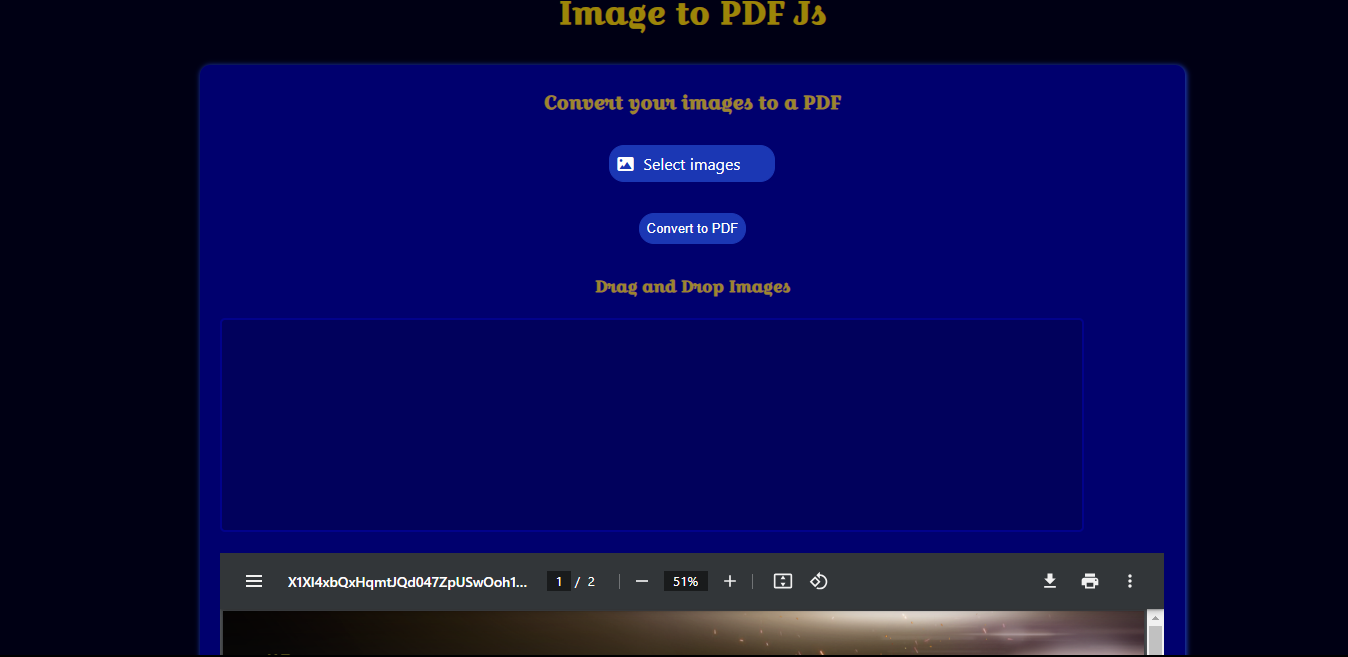 Image to PDF Js
Convert your images to a PDF
Select images
Convert to PDF
Drag and Drop Images
X1Xl4xbQxHqmtJQd047ZpUSwOoh1... 1 / 2 51%